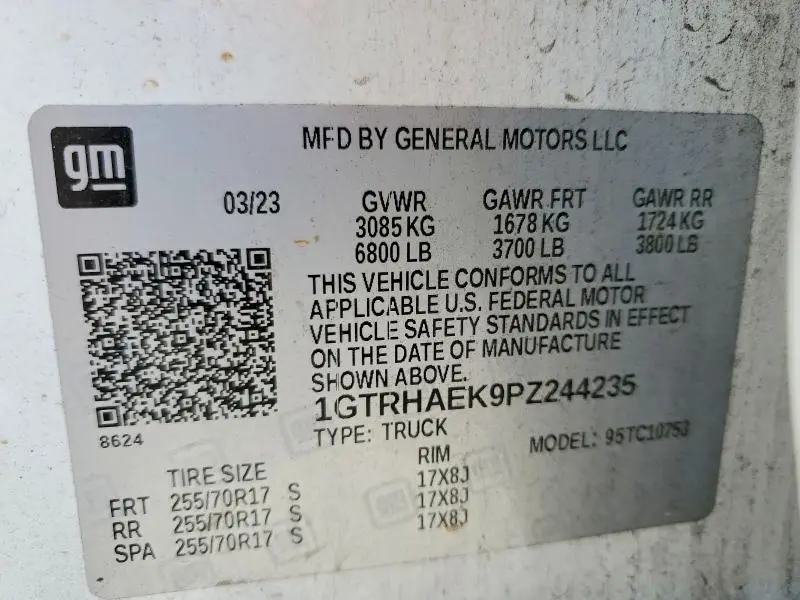 gm
MFD BY GENERAL MOTORS LLC
03/23 GVWR GAWR FRT GAWR RR
3085 KG 1678 KG 1724 KG
6800 LB 3700 LB 3800 LB
THIS VEHICLE CONFORMS TO ALL
APPLICABLE U.S. FEDERAL MOTOR
VEHICLE SAFETY STANDARDS IN EFFECT
ON THE DATE OF MANUFACTURE
SHOWN ABOVE.
1GTRHAEK9PZ244235
8624
TYPE: TRUCK MODEL: 95TC10753
TIRE SIZE RIM
FRT 255/70R17 S 17X8J
RR 255/70R17 S 17X8J
SPA 255/70R17 S 17X8J